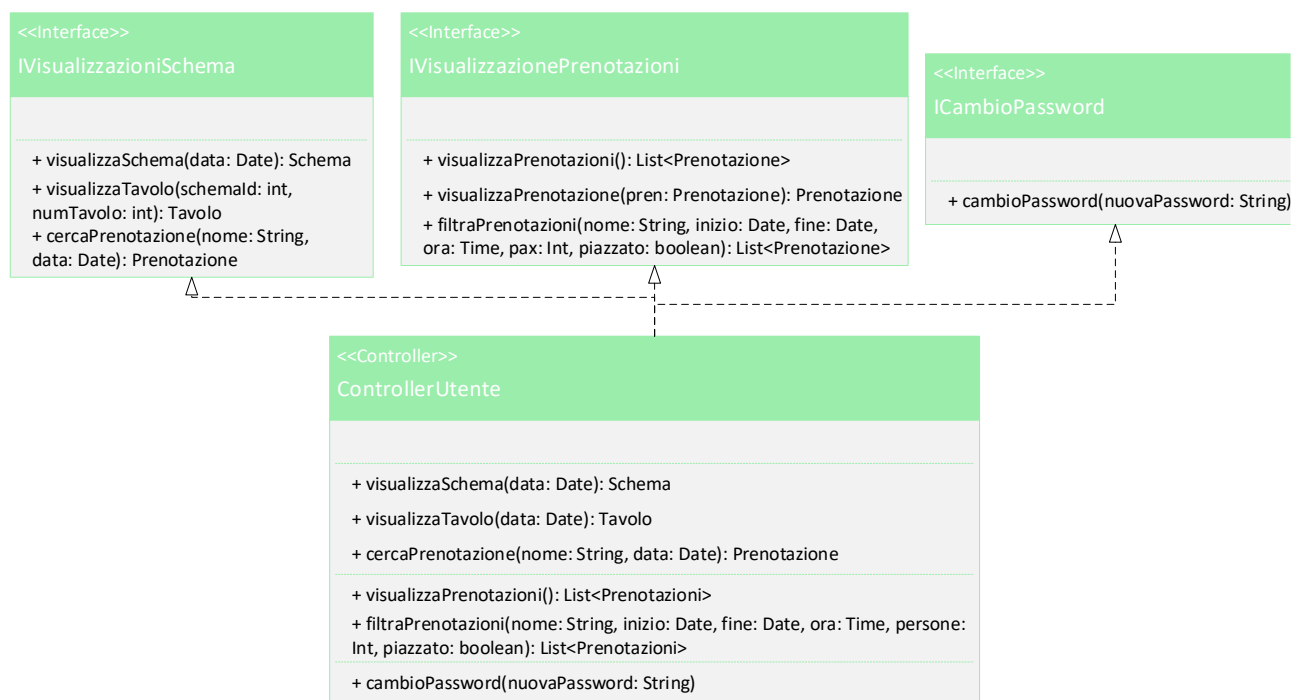 <<Interface>>
IVisualizzazioniSchema
+ visualizzaSchema(data: Date): Schema
+ visualizzaTavolo(schemaId: int,
numTavolo: int): Tavolo
+ cercaPrenotazione(nome: String,
data: Date): Prenotazione
<<Interface>>
IVisualizzazionePrenotazioni
+ visualizzaPrenotazioni(): List<Prenotazione>
+ visualizzaPrenotazione(pren: Prenotazione): Prenotazione
+ filtraPrenotazioni(nome: String, inizio: Date, fine: Date,
ora: Time, pax: Int, piazzato: boolean): List<Prenotazione>
<<Interface>>
ICambioPassword
+ cambioPassword(nuovaPassword: String)
<<Controller>>
ControllerUtente
+ visualizzaSchema(data: Date): Schema
+ visualizzaTavolo(data: Date): Tavolo
+ cercaPrenotazione(nome: String, data: Date): Prenotazione
+ visualizzaPrenotazioni(): List<Prenotazioni>
+ filtraPrenotazioni(nome: String, inizio: Date, fine: Date, ora: Time, persone:
Int, piazzato: boolean): List<Prenotazioni>
+ cambioPassword(nuovaPassword: String)